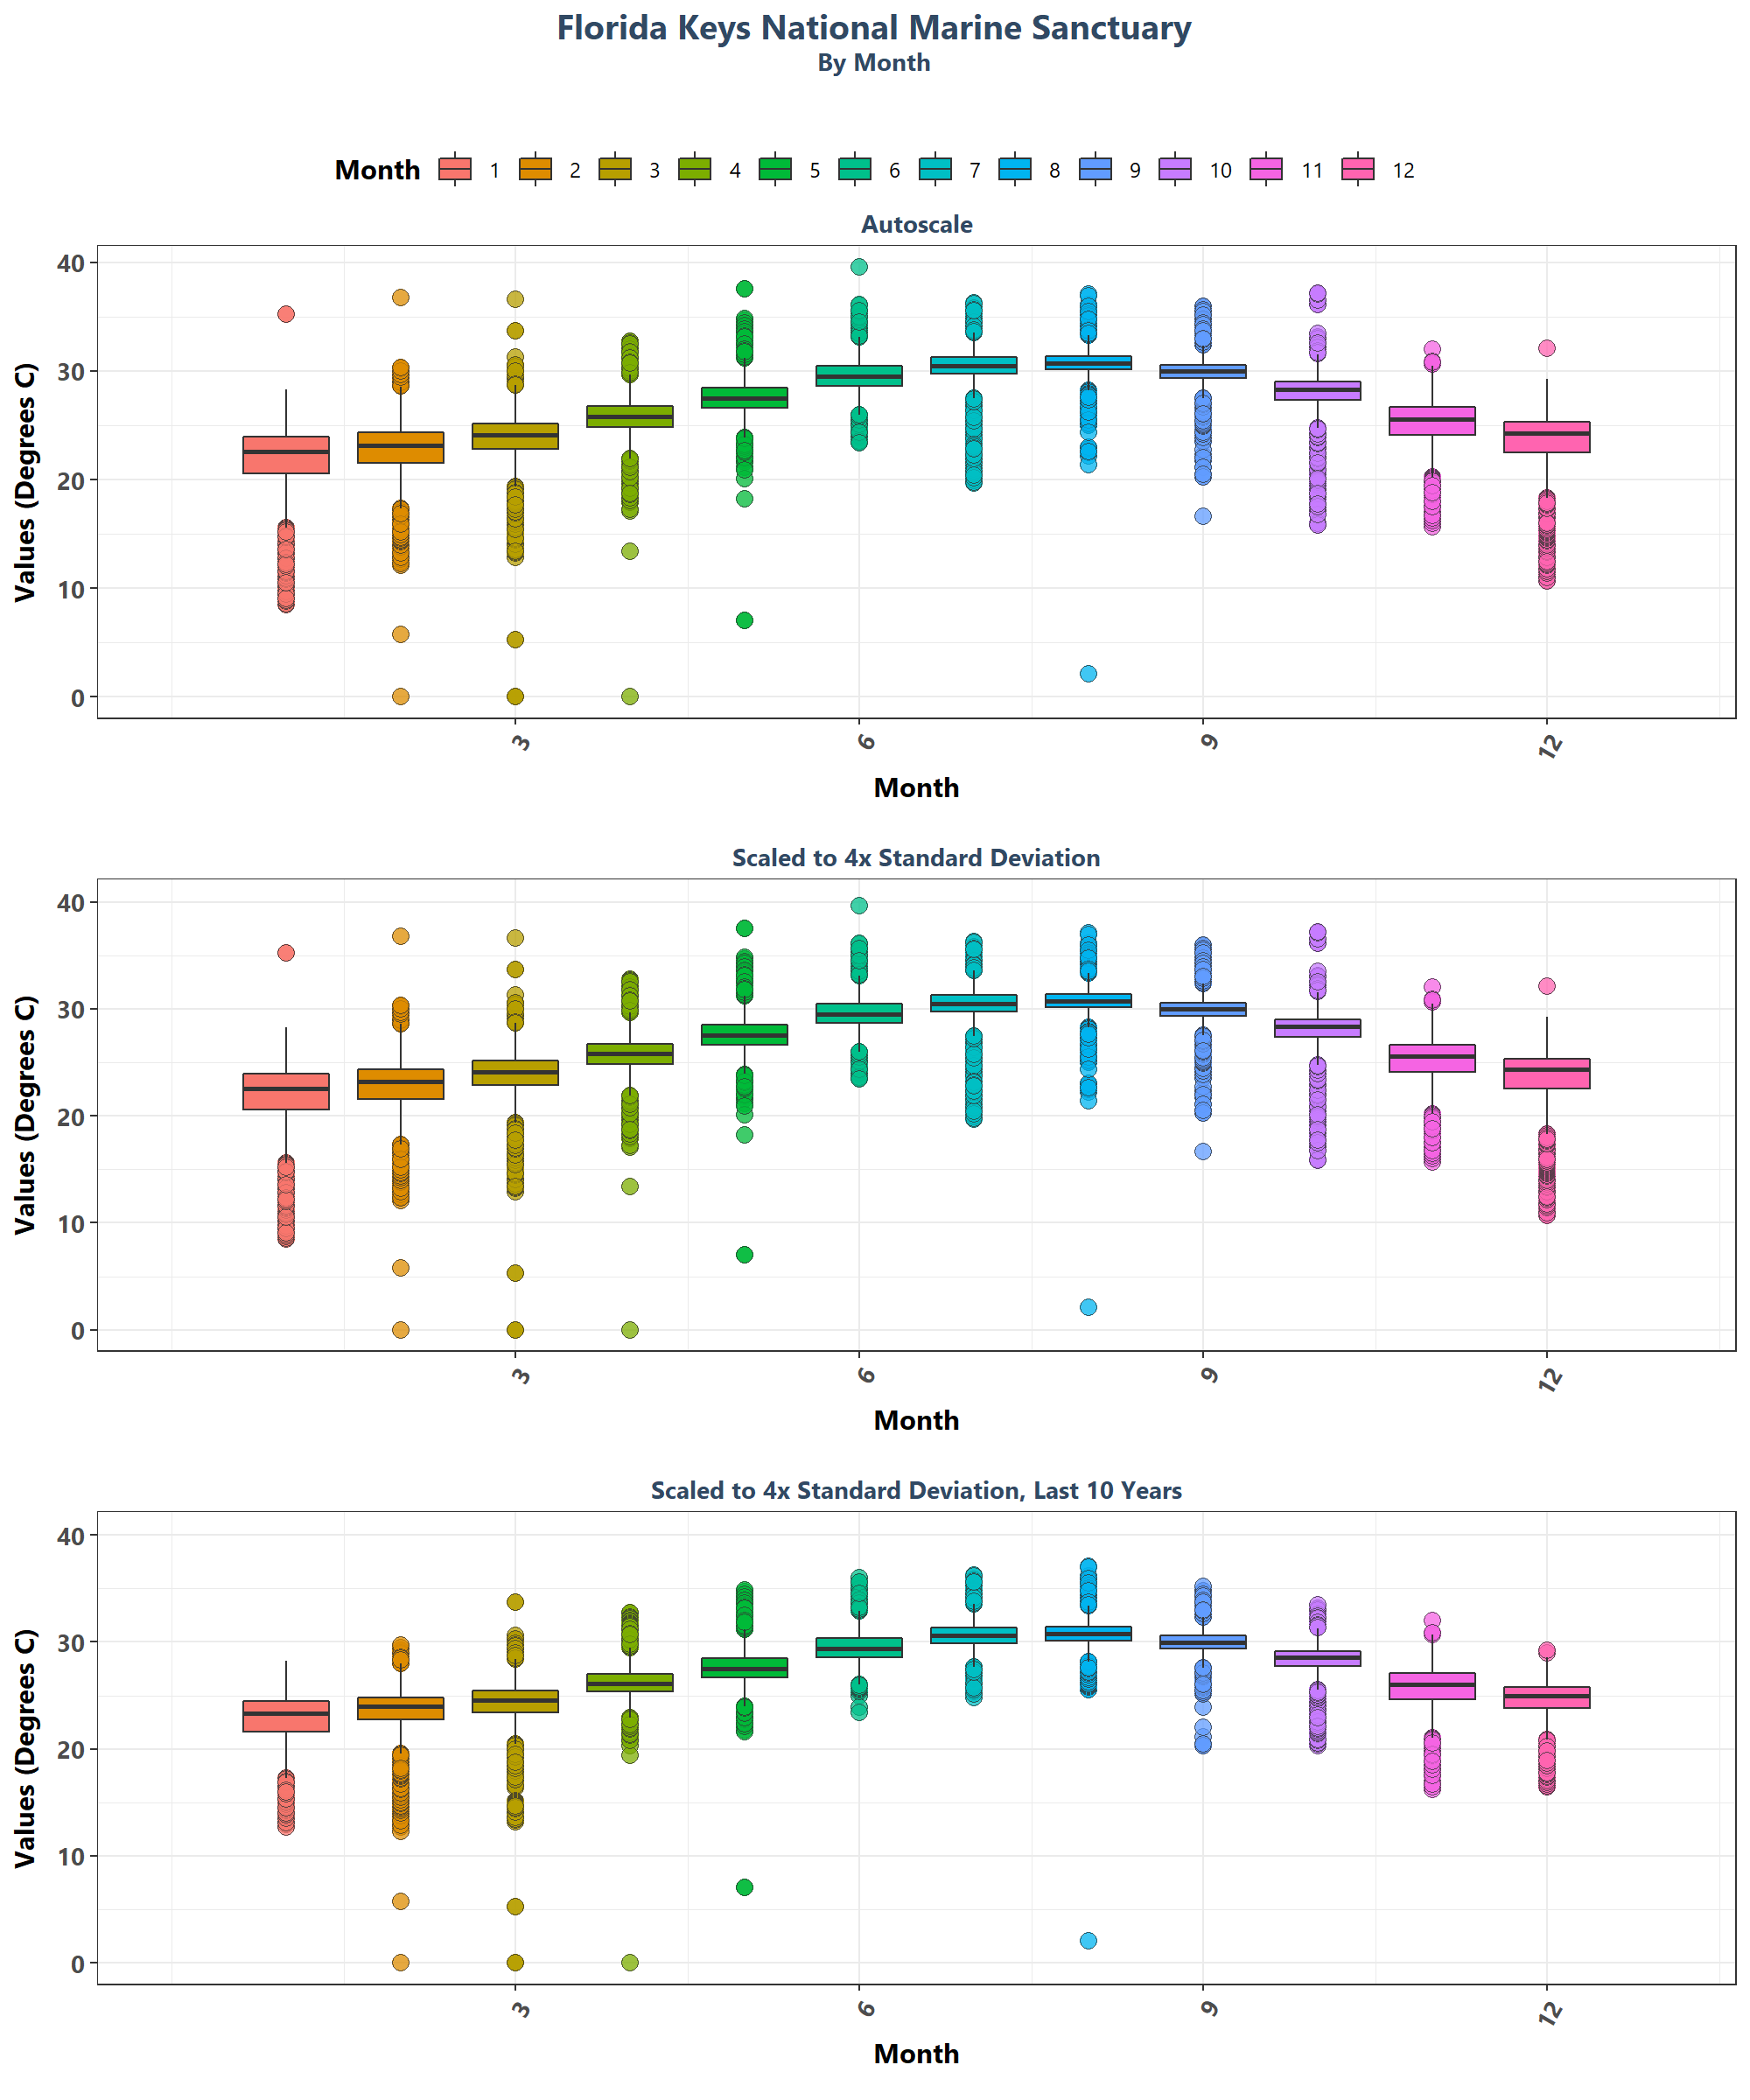 Florida Keys National Marine Sanctuary
By Month
Month 1 2 3 4 5 6 7 8 9 10 11 12
Autoscale
Values (Degrees C)
40
30
20
10
0
3 6 9 12
Month
Scaled to 4x Standard Deviation
Values (Degrees C)
40
30
20
10
0
3 6 9 12
Month
Scaled to 4x Standard Deviation, Last 10 Years
Values (Degrees C)
40
30
20
10
0
3 6 9 12
Month